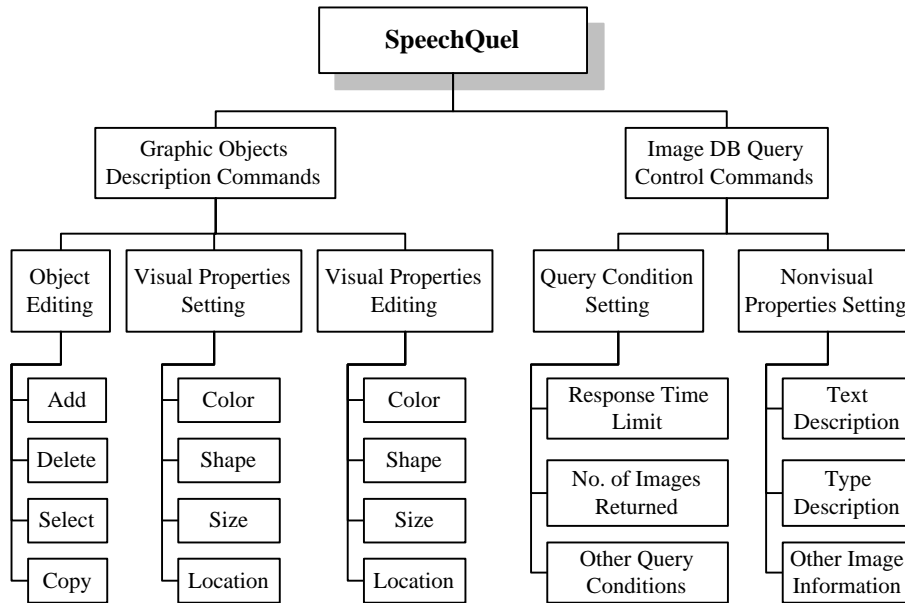 SpeechQuel
Graphic Objects
Description Commands
Image DB Query
Control Commands
Object
Editing
Visual Properties
Setting
Visual Properties
Editing
Query Condition
Setting
Nonvisual
Properties Setting
Add
Delete
Select
Copy
Color
Shape
Size
Location
Color
Shape
Size
Location
Response Time
Limit
No. of Images
Returned
Other Query
Conditions
Text
Description
Type
Description
Other Image
Information